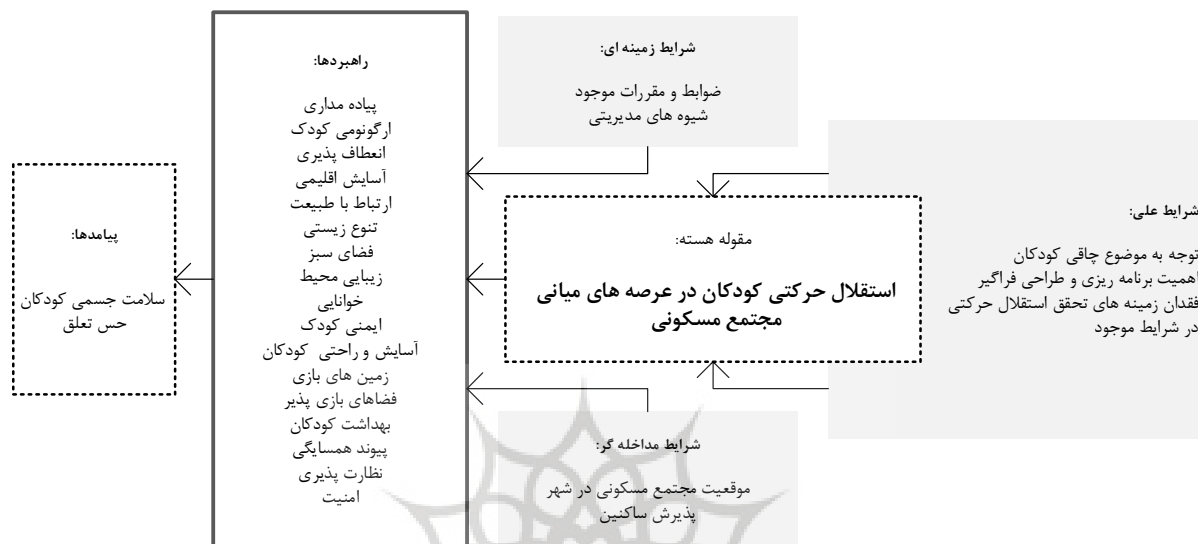 شرایط علی:
توجه به موضوع چاقی کودکان
اهمیت برنامه ریزی و طراحی فراگیر
فقدان زمینه های تحقق استقلال حرکتی
در شرایط موجود
شرایط زمینه ای:
ضوابط و مقررات موجود
شیوه های مدیریتی
مقوله هسته:
استقلال حرکتی کودکان در عرصه های میانی
مجتمع مسکونی
شرایط مداخله گر:
موقعیت مجتمع مسکونی در شهر
پذیرش ساکنین
راهبردها:
پیاده مداری
ارگونومی کودک
انعطاف پذیری
آسایش اقلیمی
ارتباط با طبیعت
تنوع زیستی
فضای سبز
زیبایی محیط
خوانایی
ایمنی کودک
آسایش و راحتی کودکان
زمین های بازی
فضاهای بازی پذیر
بهداشت کودکان
پیوند همسایگی
نظارت پذیری
امنیت
پیامدها:
سلامت جسمی کودکان
حس تعلق